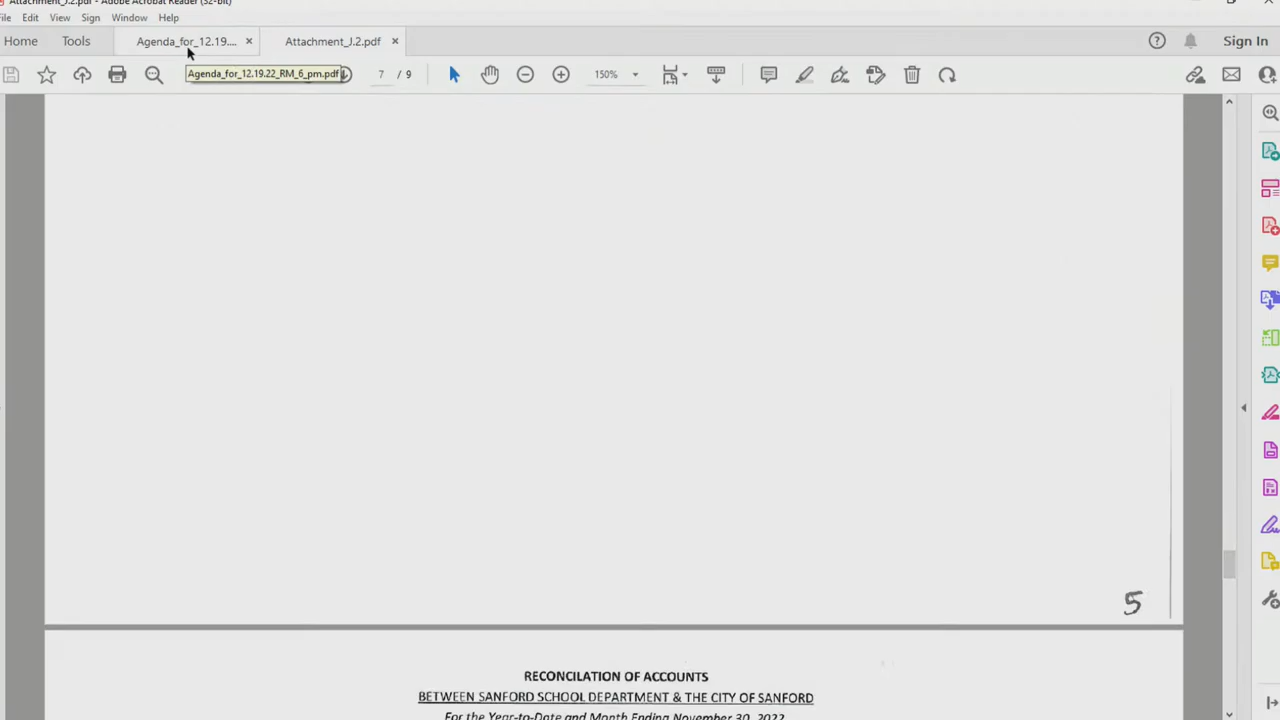 Attachment_J.2.pdf - Adobe Acrobat Reader (32-bit)
File Edit View Sign Window Help
Home Tools Agenda_for_12.19.... × Attachment_J.2.pdf × Sign In
Agenda_for_12.19.22_RM_6_pm.pdf 7 / 9 150%
5
RECONCILATION OF ACCOUNTS
BETWEEN SANFORD SCHOOL DEPARTMENT & THE CITY OF SANFORD
For the Year-to-Date and Month Ending November 30, 2022